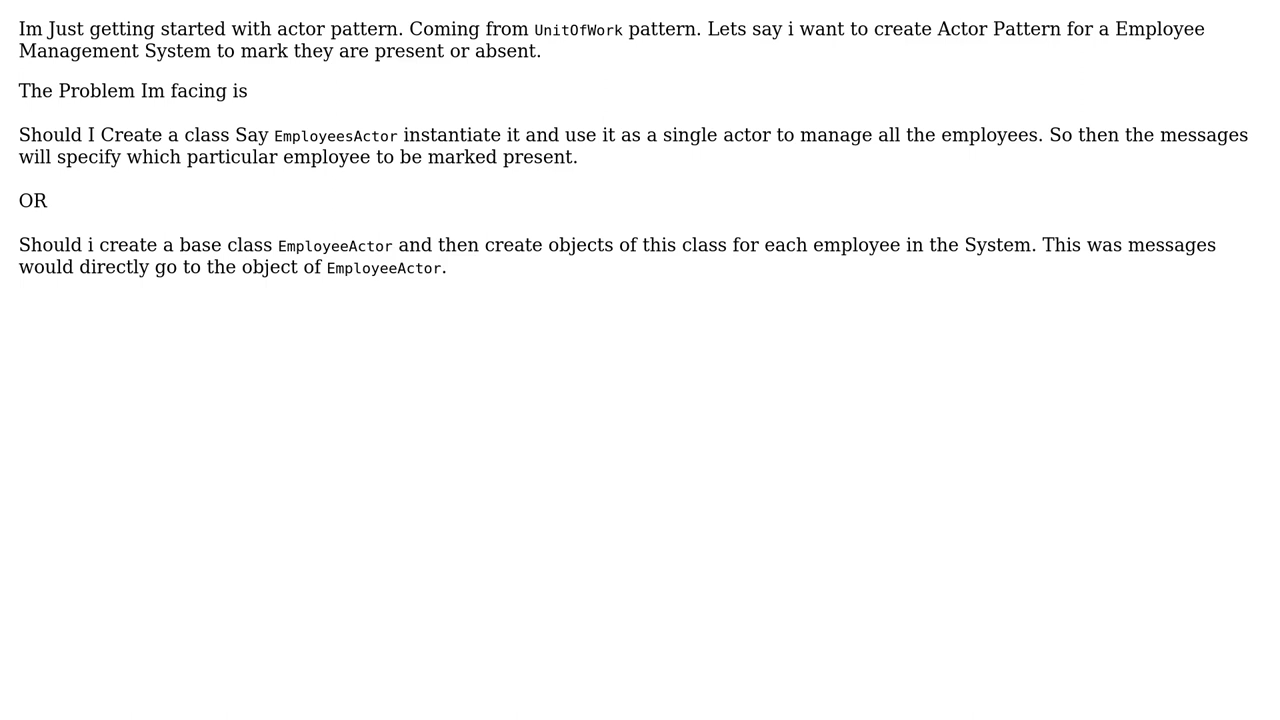 Im Just getting started with actor pattern. Coming from UnitOfWork pattern. Lets say i want to create Actor Pattern for a Employee
Management System to mark they are present or absent.
The Problem Im facing is
Should I Create a class Say EmployeesActor instantiate it and use it as a single actor to manage all the employees. So then the messages
will specify which particular employee to be marked present.
OR
Should i create a base class EmployeeActor and then create objects of this class for each employee in the System. This was messages
would directly go to the object of EmployeeActor.